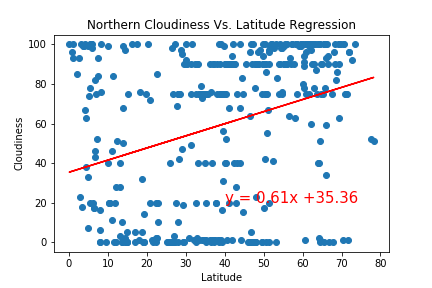 Northern Cloudiness Vs. Latitude Regression
100
80
60
40
20
0
Cloudiness
y = 0.61x +35.36
0 10 20 30 40 50 60 70 80
Latitude